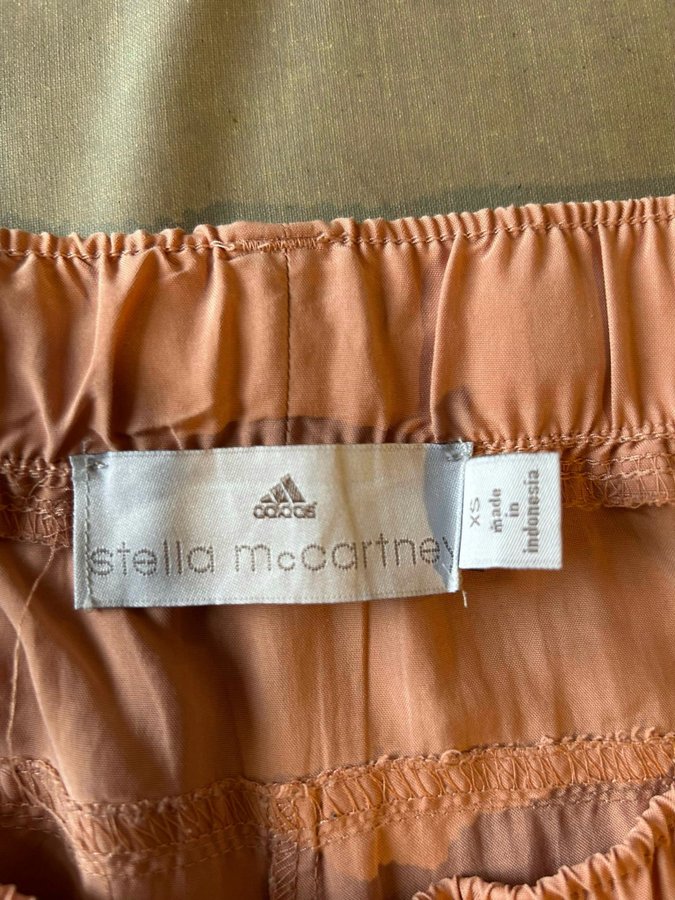 adidas
stella mccartney
XS
made
in
indonesia